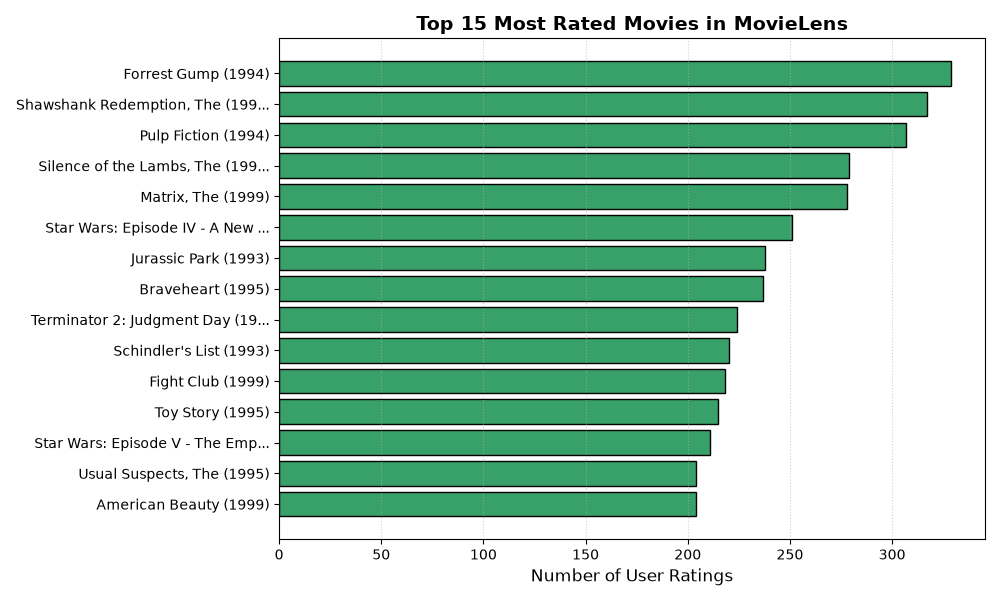 Top 15 Most Rated Movies in MovieLens
Forrest Gump (1994)
Shawshank Redemption, The (199...
Pulp Fiction (1994)
Silence of the Lambs, The (199...
Matrix, The (1999)
Star Wars: Episode IV - A New ...
Jurassic Park (1993)
Braveheart (1995)
Terminator 2: Judgment Day (19...
Schindler's List (1993)
Fight Club (1999)
Toy Story (1995)
Star Wars: Episode V - The Emp...
Usual Suspects, The (1995)
American Beauty (1999)
0 50 100 150 200 250 300
Number of User Ratings